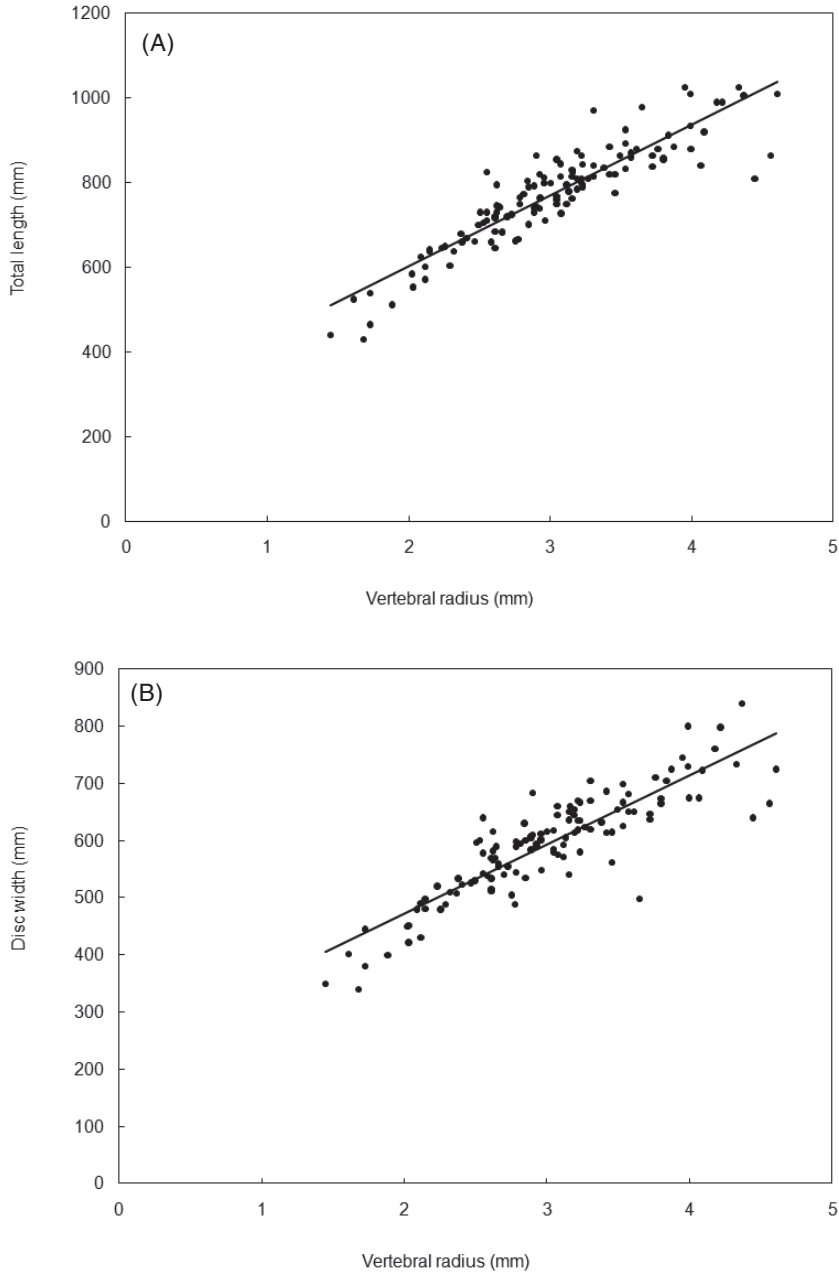 (A)
1200
1000
800
600
400
200
0
0 1 2 3 4 5
Total length (mm)
Vertebral radius (mm)
(B)
900
800
700
600
500
400
300
200
100
0
0 1 2 3 4 5
Disc width (mm)
Vertebral radius (mm)